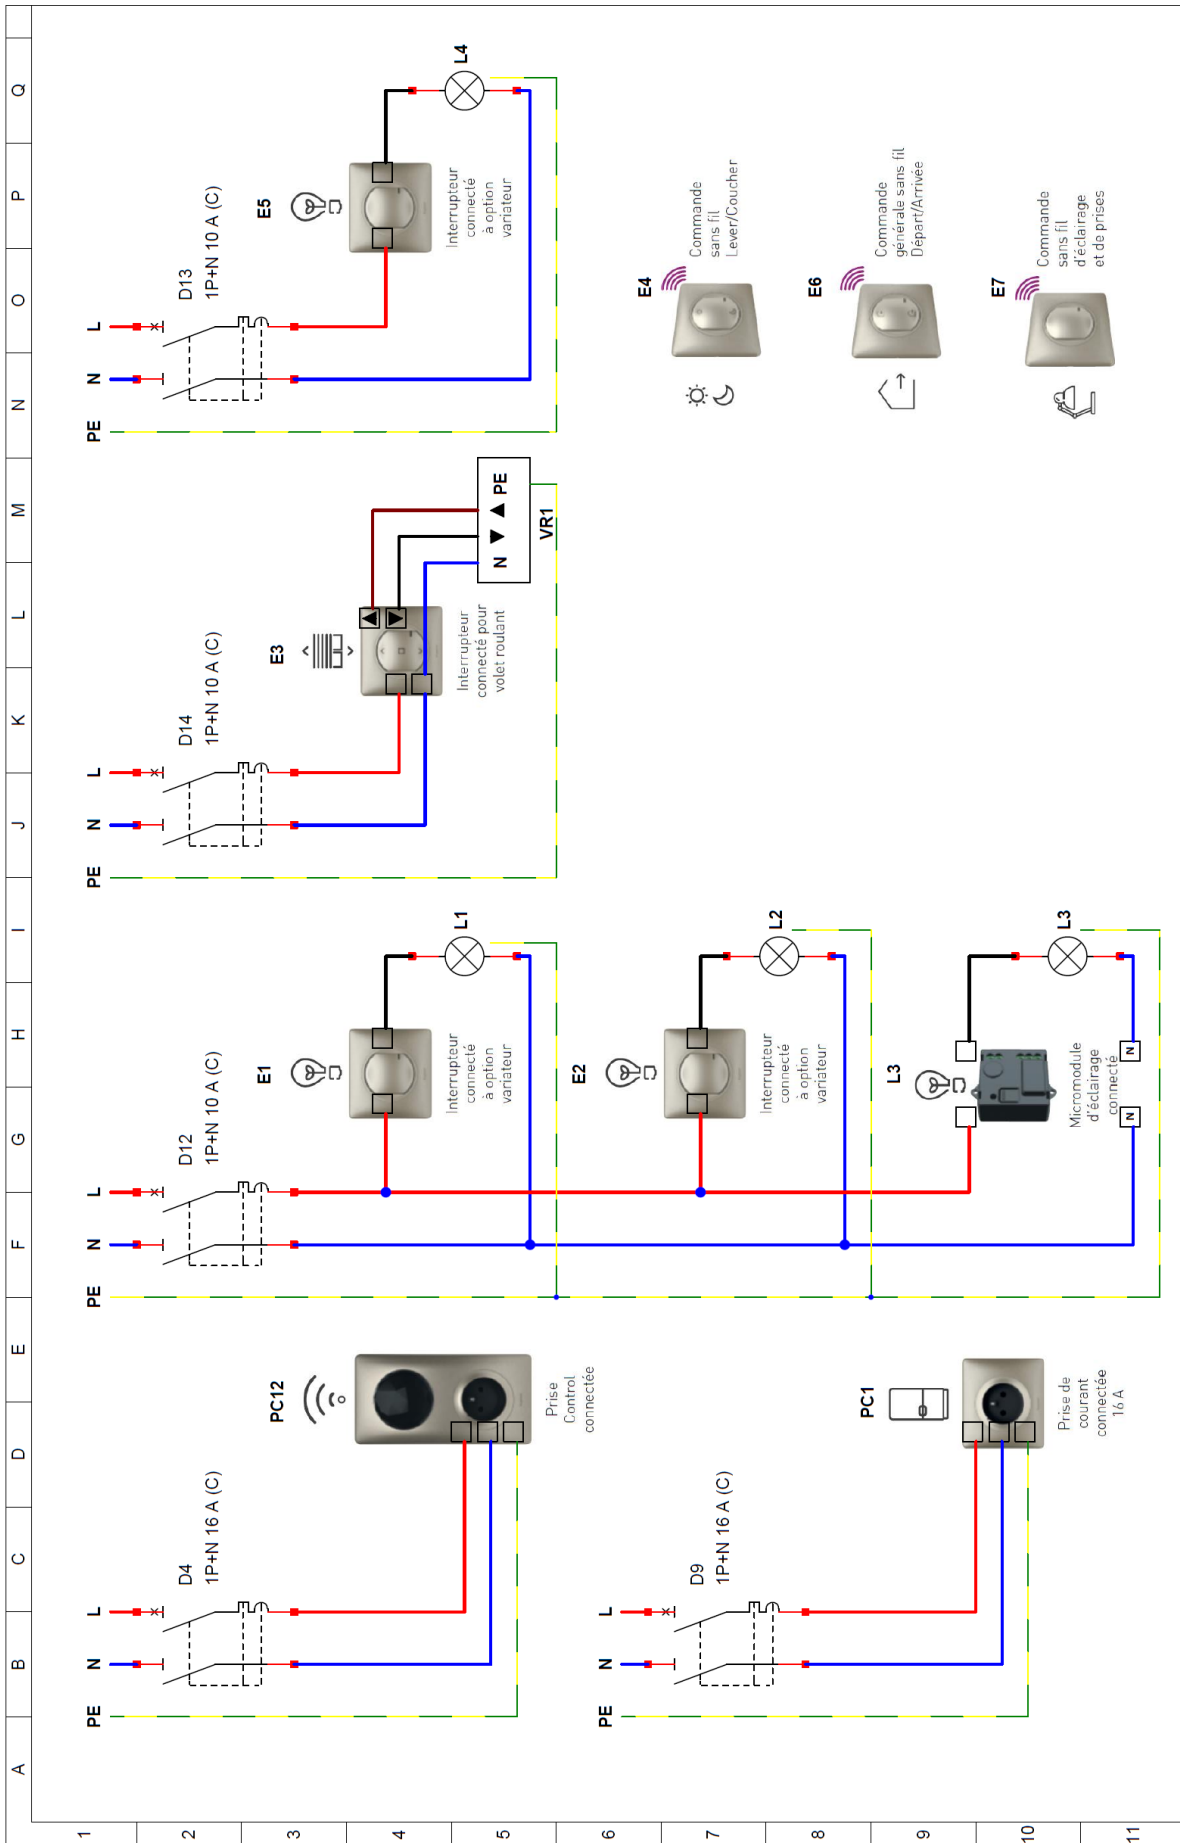 A
B
C
D
E
F
G
H
I
J
K
L
M
N
O
P
Q
1
2
3
4
5
6
7
8
9
10
11
PE
N
L
D4
1P+N 16 A (C)
PC12
Prise
Control
connectée
PE
N
L
D12
1P+N 10 A (C)
E1
Interrupteur
connecté
à option
variateur
L1
PE
N
L
D14
1P+N 10 A (C)
E3
Interrupteur
connecté pour
volet roulant
N
PE
VR1
PE
N
L
D13
1P+N 10 A (C)
E5
Interrupteur
connecté
à option
variateur
L4
PE
N
L
D9
1P+N 16 A (C)
PC1
Prise de
courant
connectée
16 A
E2
Interrupteur
connecté
à option
variateur
L2
L3
Micromodule
d'éclairage
connecté
N
N
L3
E4
Commande
sans fil
Lever/Coucher
E6
Commande
générale sans fil
Départ/Arrivée
E7
Commande
sans fil
d'éclairage
et de prises